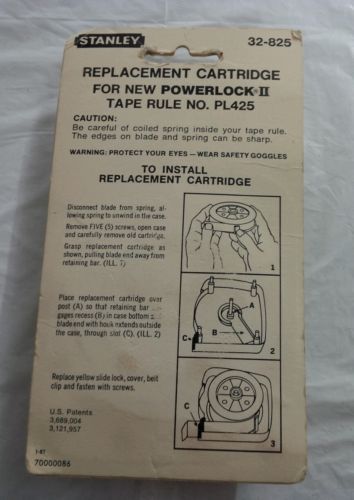 STANLEY
32-825
REPLACEMENT CARTRIDGE
FOR NEW POWERLOCK II
TAPE RULE NO. PL425
CAUTION:
Be careful of coiled spring inside your tape rule.
The edges on blade and spring can be sharp.
WARNING: PROTECT YOUR EYES – WEAR SAFETY GOGGLES
TO INSTALL
REPLACEMENT CARTRIDGE
Disconnect blade from spring, al-
lowing spring to unwind in the case.
Remove FIVE (5) screws, open
case and carefully remove old cartridge.
Grasp replacement cartridge as
shown, pulling blade end away from
retaining bar. (ILL. 1)
1
Place replacement cartridge over
post (A) so that retaining bar
gages recess (B) in case bottom
blade end with hook extends outside
the case, through slot (C). (ILL. 2)
A
B
C
2
Replace yellow slide lock, cover, belt
clip and fasten with screws.
C
3
U.S. Patents
3,689,004
3,121,957
70000086